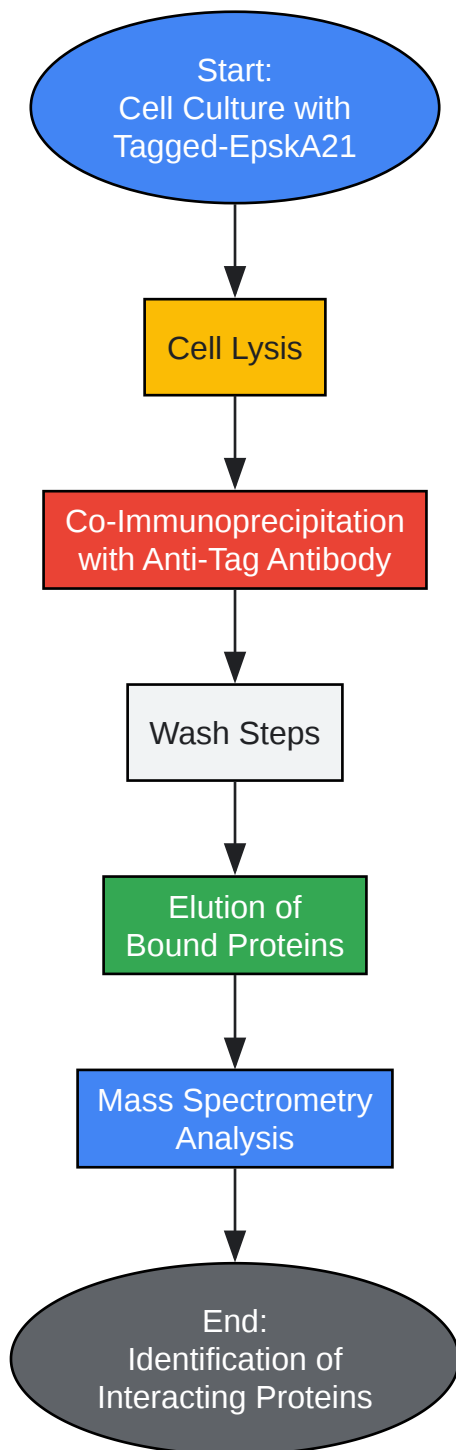 Start:
Cell Culture with
Tagged-EpskA21
Cell Lysis
Co-Immunoprecipitation
with Anti-Tag Antibody
Wash Steps
Elution of
Bound Proteins
Mass Spectrometry
Analysis
End:
Identification of
Interacting Proteins